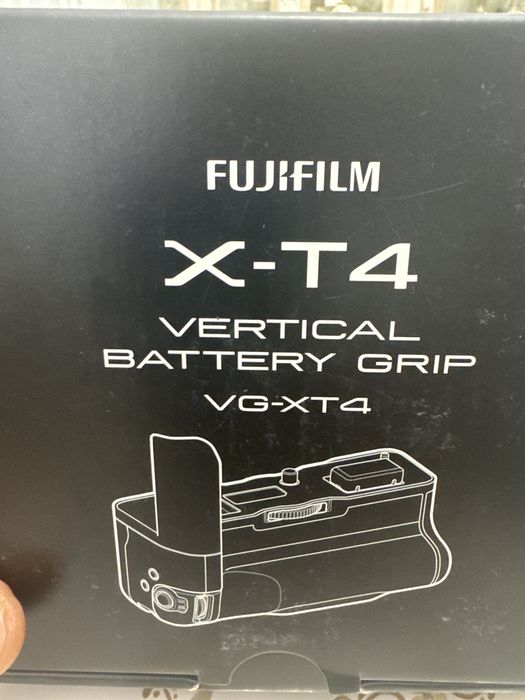 FUJIFILM
X-T4
VERTICAL
BATTERY GRIP
VG-XT4